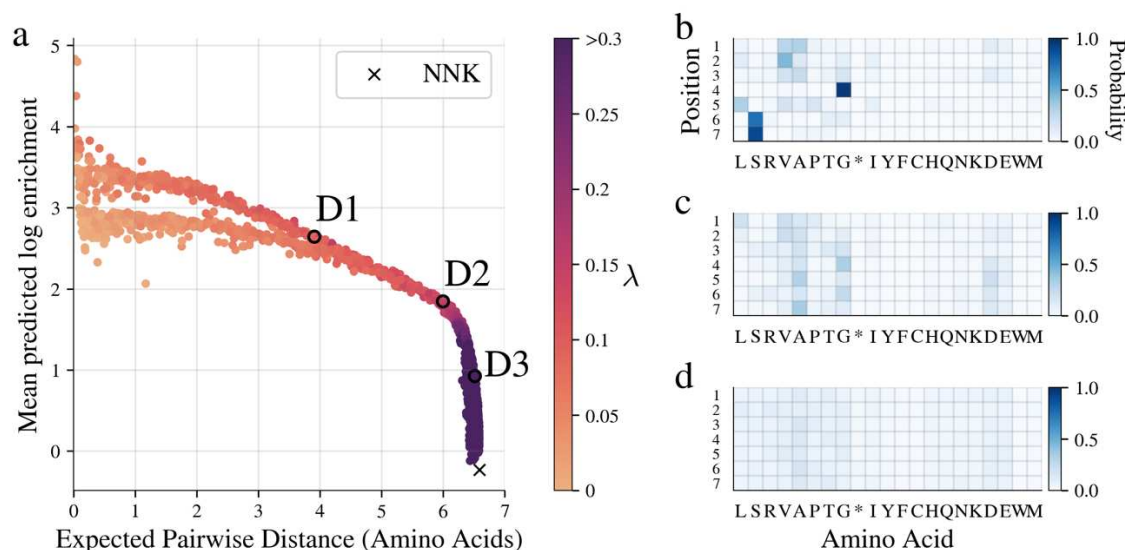 a
5
4
3
2
1
0
0 1 2 3 4 5 6 7
Mean predicted log enrichment
Expected Pairwise Distance (Amino Acids)
× NNK
D1
D2
D3
>0.3
0.25
0.2
0.15
0.1
0.05
0
λ
b
Position
1
2
3
4
5
6
7
LSRVAPTG*IYFCHQNKDEWM
1.0
0.5
0.0
Probability
c
1
2
3
4
5
6
7
LSRVAPTG*IYFCHQNKDEWM
1.0
0.5
0.0
d
1
2
3
4
5
6
7
LSRVAPTG*IYFCHQNKDEWM
1.0
0.5
0.0
Amino Acid